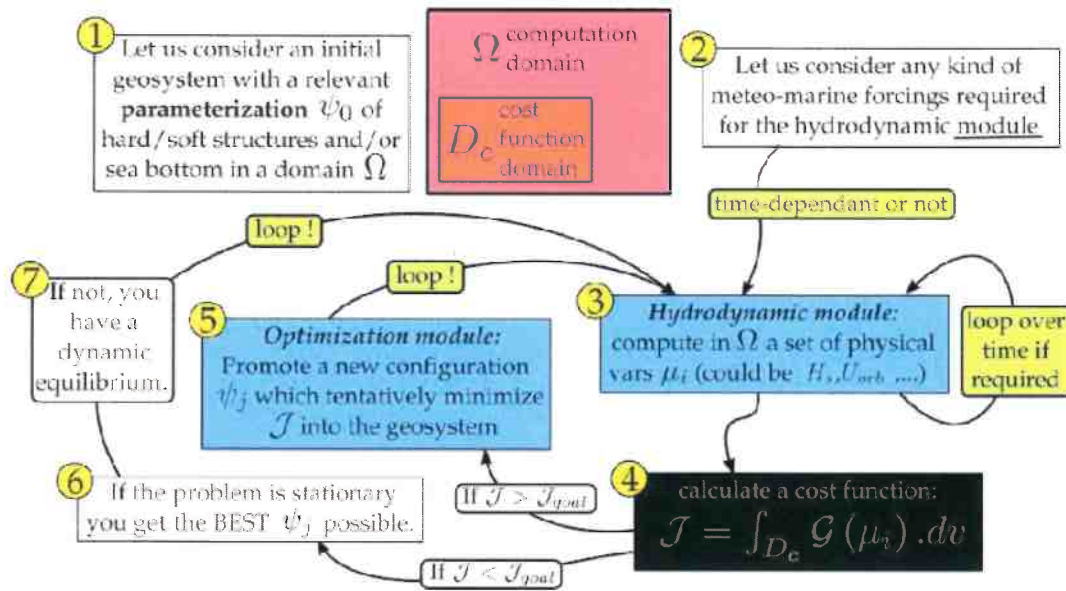 1
Let us consider an initial
geosystem with a relevant
parameterization ψ0 of
hard/soft structures and/or
sea bottom in a domain Ω
Ω computation
domain
cost
Dc function
domain
2
Let us consider any kind of
meteo-marine forcings required
for the hydrodynamic module
time-dependant or not
loop !
loop !
7
If not, you
have a
dynamic
equilibrium.
5
Optimization module:
Promote a new configuration
ψj which tentatively minimize
𝒥 into the geosystem
3
Hydrodynamic module:
compute in Ω a set of physical
vars μi (could be Hs,Uorb ....)
loop over
time if
required
6
If the problem is stationary
you get the BEST ψj possible.
If 𝒥 > 𝒥goal
If 𝒥 < 𝒥goal
4
calculate a cost function:
𝒥 = ∫Dc 𝒢 (μi) .dv